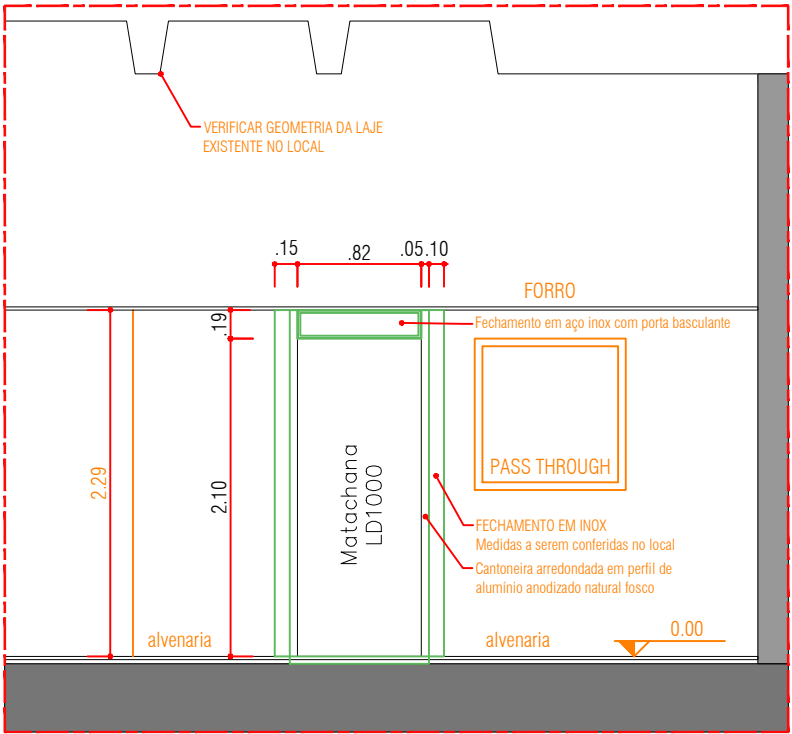 VERIFICAR GEOMETRIA DA LAJE
EXISTENTE NO LOCAL
.15
.82
.05
.10
FORRO
.19
Fechamento em aço inox com porta basculante
2.29
2.10
Matachana
LD1000
PASS THROUGH
FECHAMENTO EM INOX
Medidas a serem conferidas no local
Cantoneira arredondada em perfil de
alumínio anodizado natural fosco
alvenaria
alvenaria
0.00